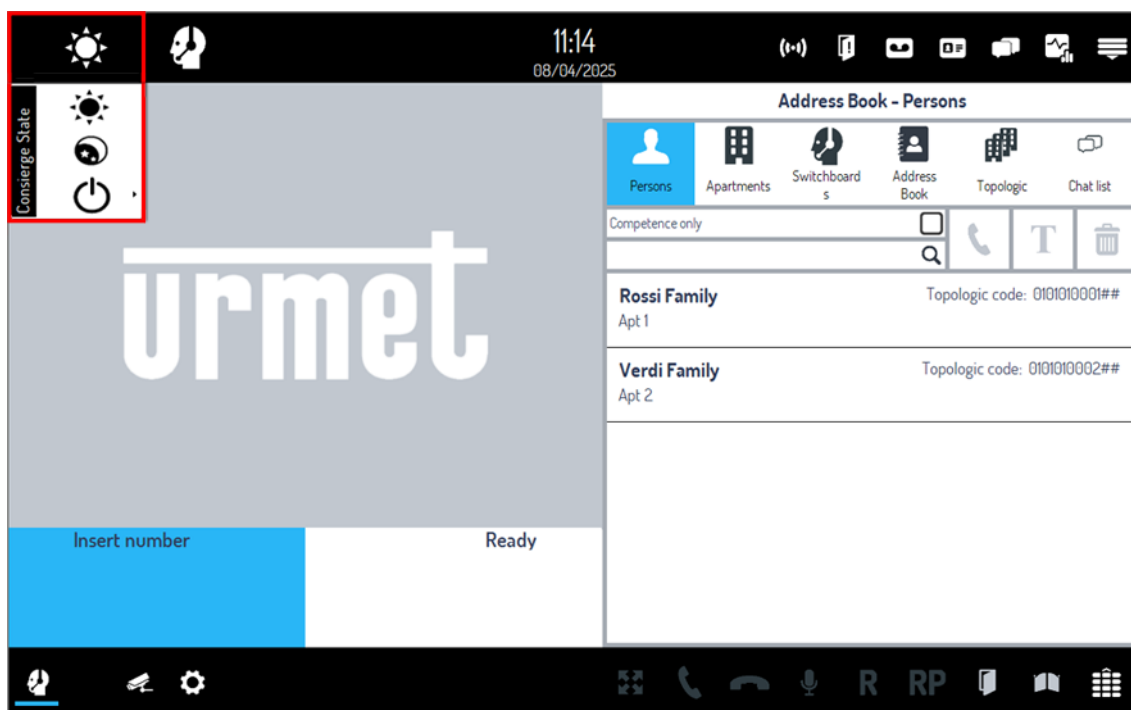 11:14
08/04/2025
Consierge State
urmet
Insert number
Ready
Address Book - Persons
Persons
Apartments
Switchboard
s
Address
Book
Topologic
Chat list
Competence only
T
Rossi Family
Topologic code: 0101010001##
Apt 1
Verdi Family
Topologic code: 0101010002##
Apt 2
R
RP